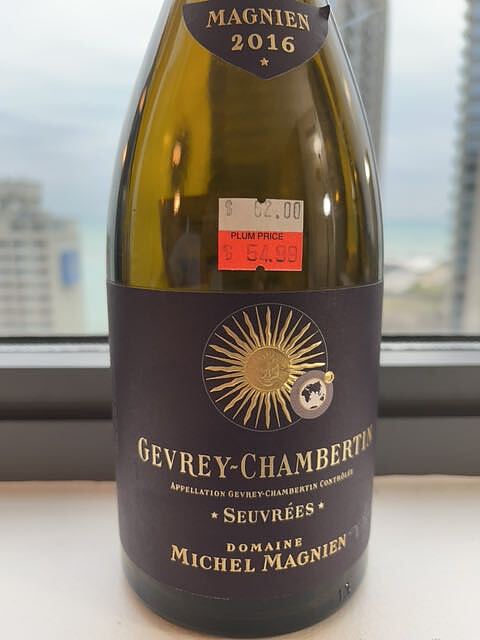 MAGNIEN
2016
$ 62.00
PLUM PRICE
$ 54.99
GEVREY-CHAMBERTIN
APPELLATION GEVREY-CHAMBERTIN CONTRÔLÉE
SEUVRÉES
DOMAINE
MICHEL MAGNIEN